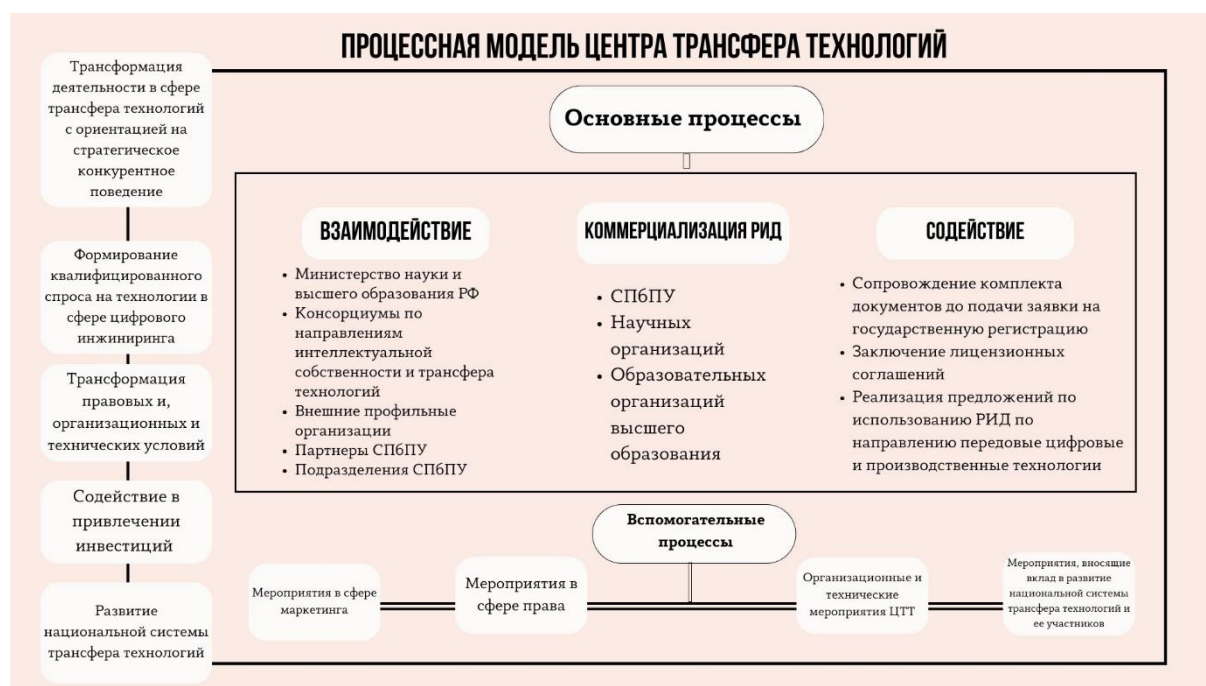 ПРОЦЕССНАЯ МОДЕЛЬ ЦЕНТРА ТРАНСФЕРА ТЕХНОЛОГИЙ
Трансформация
деятельности в сфере
трансфера технологий
с ориентацией на
стратегическое
конкурентное
поведение
Формирование
квалифицированного
спроса на технологии в
сфере цифрового
инжиниринга
Трансформация
правовых и,
организационных и
технических условий
Содействие в
привлечении
инвестиций
Развитие
национальной системы
трансфера технологий
Основные процессы
ВЗАИМОДЕЙСТВИЕ
• Министерство науки и
высшего образования РФ
• Консорциумы по
направлениям
интеллектуальной
собственности и трансфера
технологий
• Внешние профильные
организации
• Партнеры СПбПУ
• Подразделения СПбПУ
КОММЕРЦИАЛИЗАЦИЯ РИД
• СПбПУ
• Научных
организаций
• Образовательных
организаций
высшего
образования
СОДЕЙСТВИЕ
• Сопровождение комплекта
документов до подачи заявки на
государственную регистрацию
• Заключение лицензионных
соглашений
• Реализация предложений по
использованию РИД по
направлению передовые цифровые
и производственные технологии
Вспомогательные
процессы
Мероприятия в сфере
маркетинга
Мероприятия в
сфере права
Организационные и
технические
мероприятия ЦТТ
Мероприятия, вносящие
вклад в развитие
национальной системы
трансфера технологий и
ее участников